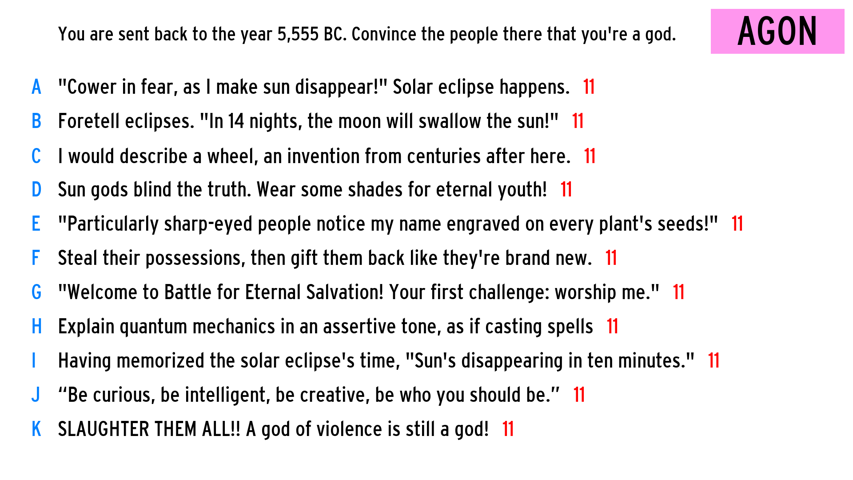 You are sent back to the year 5,555 BC. Convince the people there that you're a god.
AGON
A "Cower in fear, as I make sun disappear!" Solar eclipse happens. 11
B Foretell eclipses. "In 14 nights, the moon will swallow the sun!" 11
C I would describe a wheel, an invention from centuries after here. 11
D Sun gods blind the truth. Wear some shades for eternal youth! 11
E "Particularly sharp-eyed people notice my name engraved on every plant's seeds!" 11
F Steal their possessions, then gift them back like they're brand new. 11
G "Welcome to Battle for Eternal Salvation! Your first challenge: worship me." 11
H Explain quantum mechanics in an assertive tone, as if casting spells 11
I Having memorized the solar eclipse's time, "Sun's disappearing in ten minutes." 11
J “Be curious, be intelligent, be creative, be who you should be.” 11
K SLAUGHTER THEM ALL!! A god of violence is still a god! 11